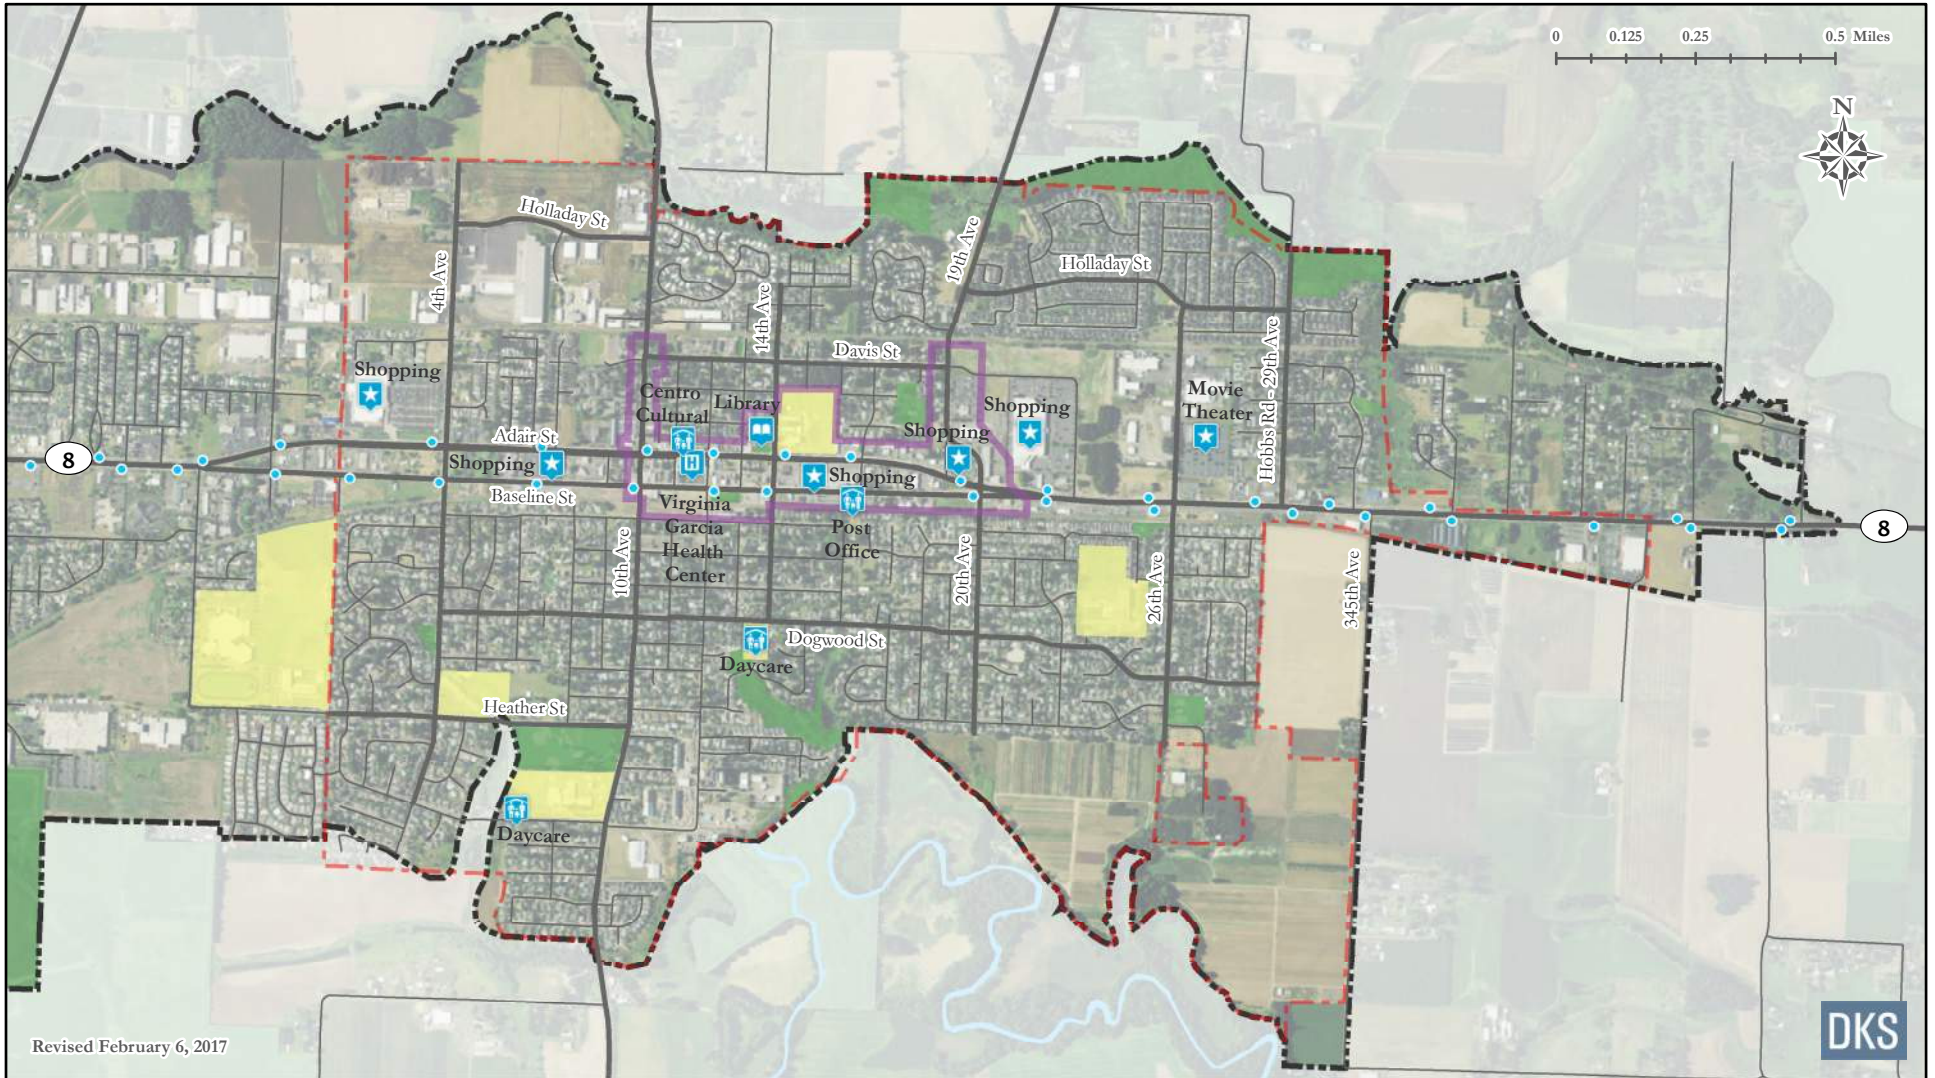 0 0.125 0.25 0.5 Miles
N
Holladay St
4th Ave
19th Ave
Holladay St
14th Ave
Davis St
Hobbs Rd - 29th Ave
Shopping
Centro
Cultural
Library
Shopping
Shopping
Movie
Theater
Adair St
8
Shopping
Baseline St
H
Shopping
Virginia
Garcia
Health
Center
Post
Office
8
10th Ave
20th Ave
26th Ave
345th Ave
Dogwood St
Daycare
Heather St
Daycare
Revised February 6, 2017
DKS